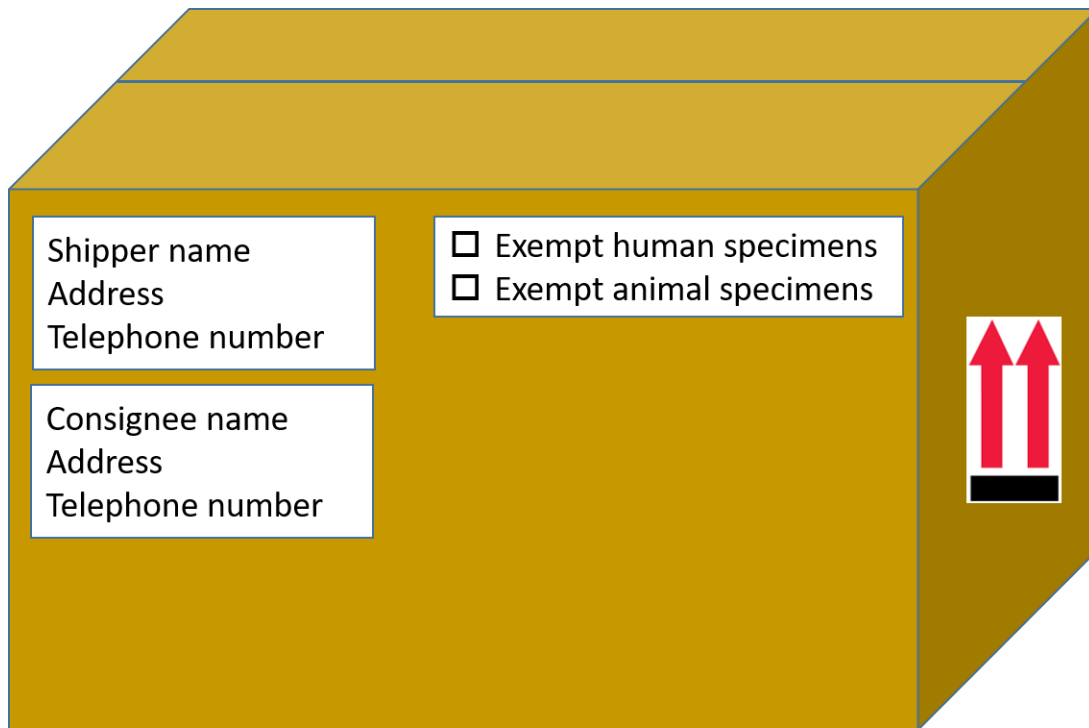 Shipper name
Address
Telephone number
Consignee name
Address
Telephone number
☐ Exempt human specimens
☐ Exempt animal specimens